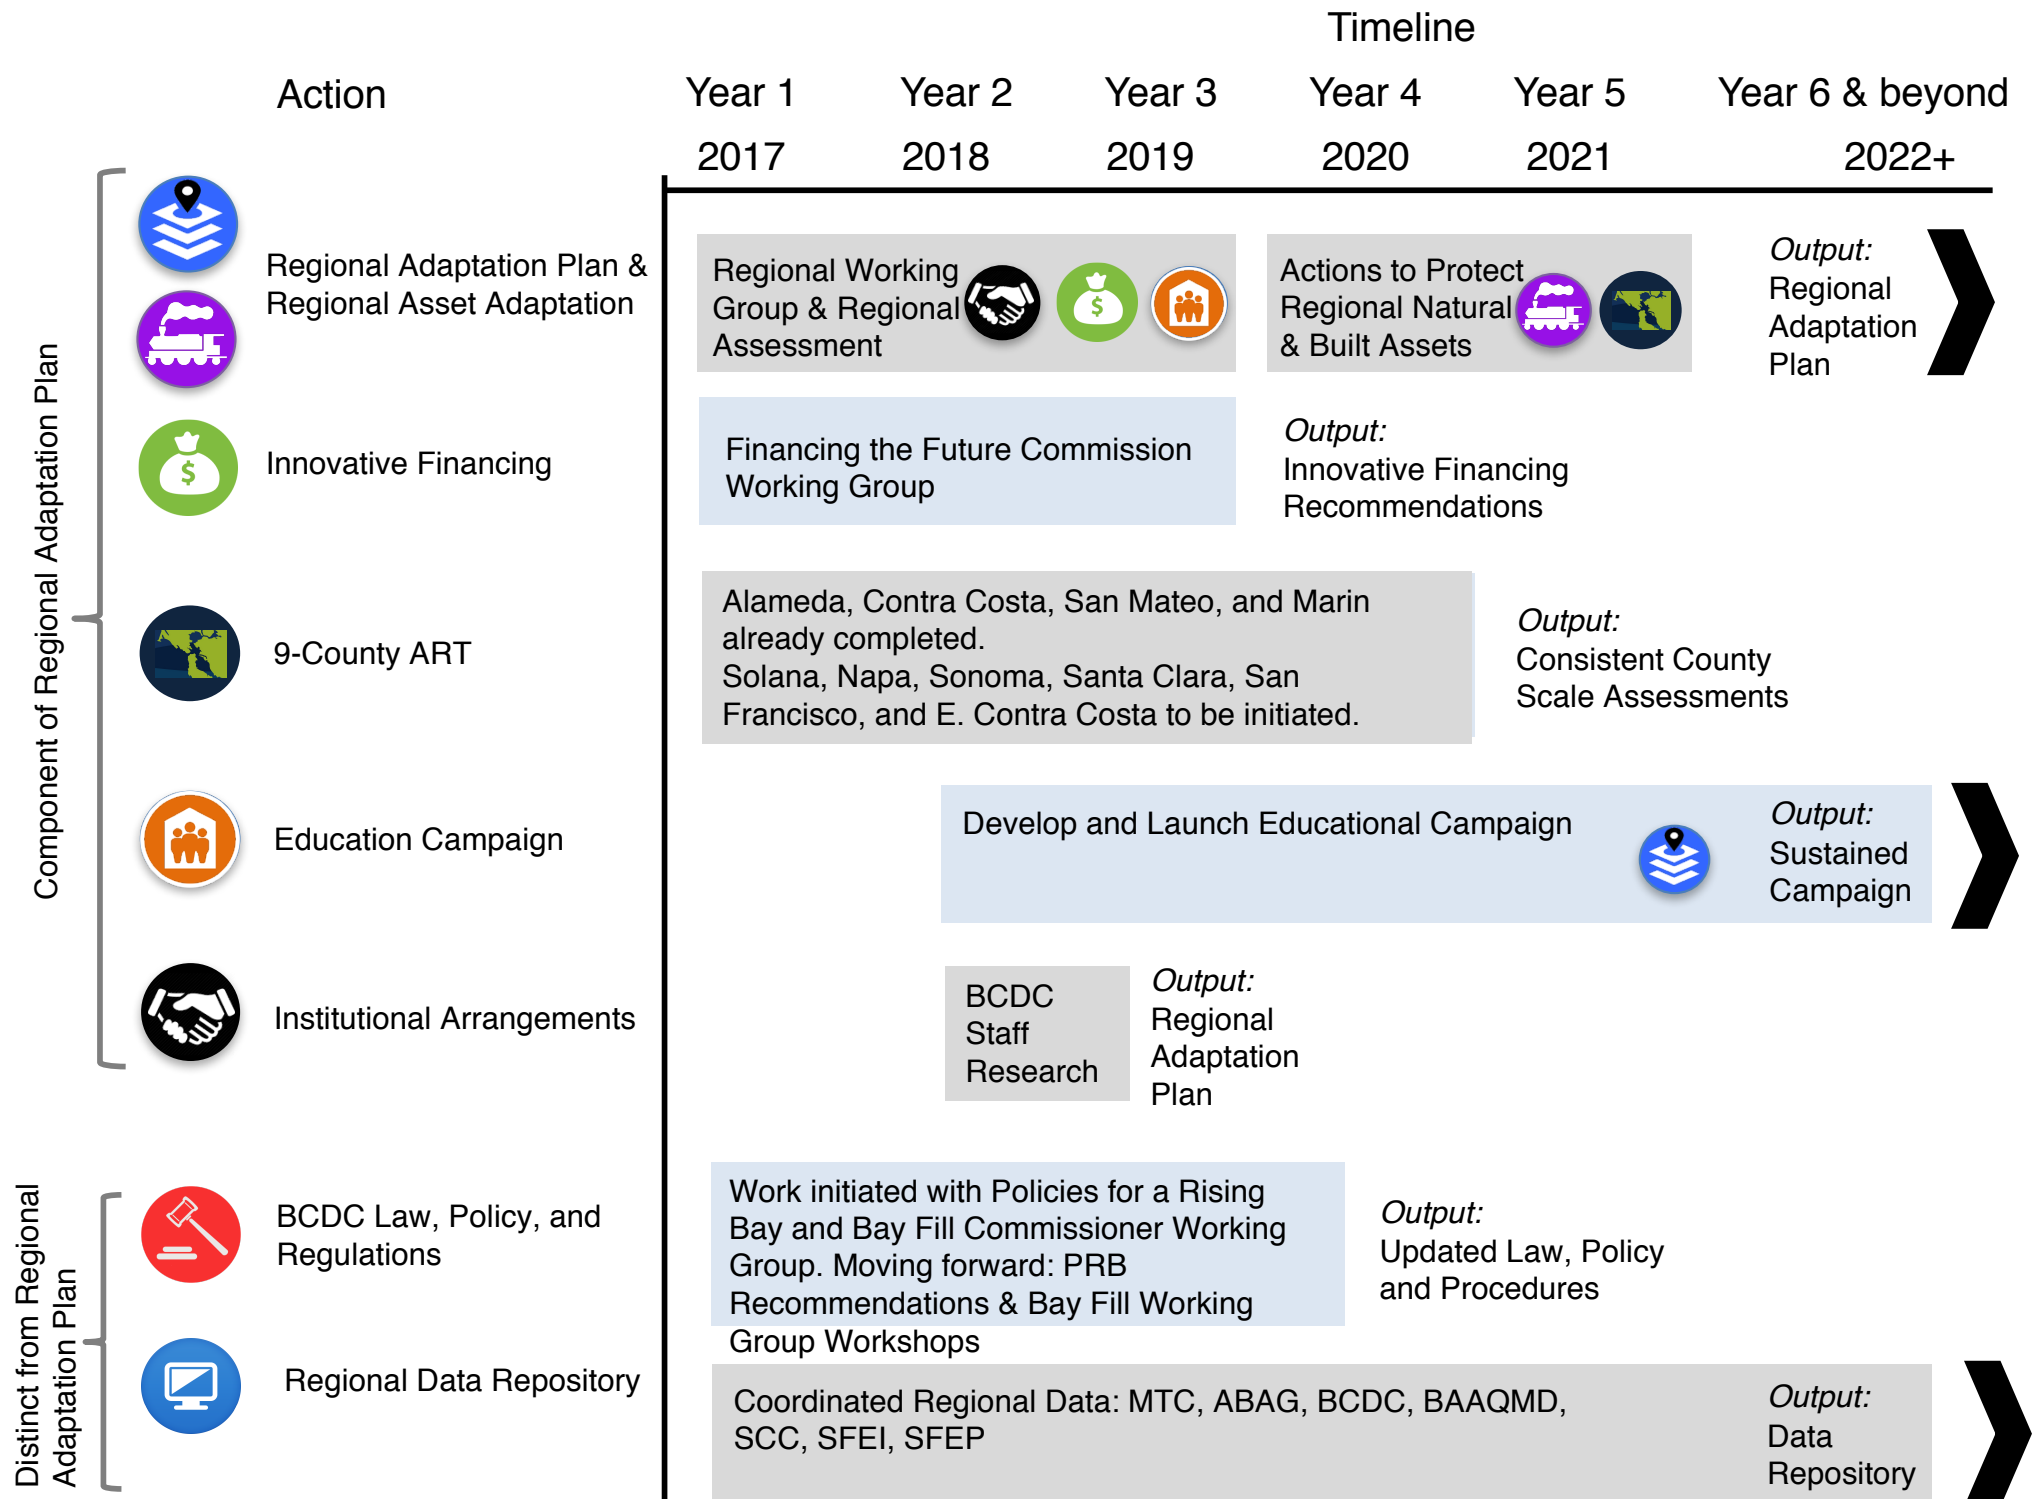 Timeline
Action
Year 1
Year 2
Year 3
Year 4
Year 5
Year 6 & beyond
2017
2018
2019
2020
2021
2022+
Component of Regional Adaptation Plan
Regional Adaptation Plan &
Regional Asset Adaptation
Regional Working
Group & Regional
Assessment
$
Actions to Protect
Regional Natural
& Built Assets
Output:
Regional
Adaptation
Plan
$
Innovative Financing
Financing the Future Commission
Working Group
Output:
Innovative Financing
Recommendations
9-County ART
Alameda, Contra Costa, San Mateo, and Marin
already completed.
Solana, Napa, Sonoma, Santa Clara, San
Francisco, and E. Contra Costa to be initiated.
Output:
Consistent County
Scale Assessments
Education Campaign
Develop and Launch Educational Campaign
Output:
Sustained
Campaign
Institutional Arrangements
BCDC
Staff
Research
Output:
Regional
Adaptation
Plan
Distinct from Regional
Adaptation Plan
BCDC Law, Policy, and
Regulations
Work initiated with Policies for a Rising
Bay and Bay Fill Commissioner Working
Group. Moving forward: PRB
Recommendations & Bay Fill Working
Group Workshops
Output:
Updated Law, Policy
and Procedures
Regional Data Repository
Coordinated Regional Data: MTC, ABAG, BCDC, BAAQMD,
SCC, SFEI, SFEP
Output:
Data
Repository